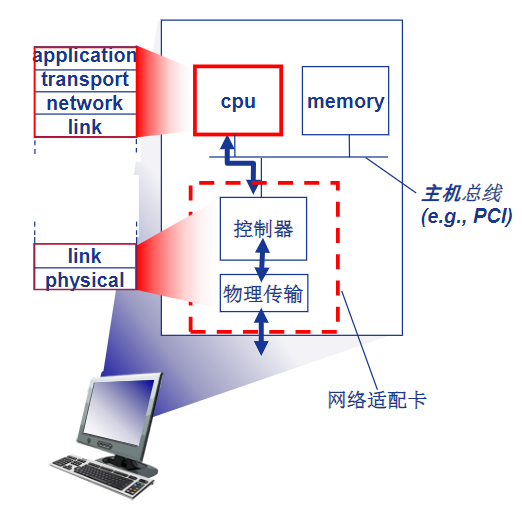 application
transport
network
link
cpu
memory
主机总线
(e.g., PCI)
控制器
link
physical
物理传输
网络适配卡